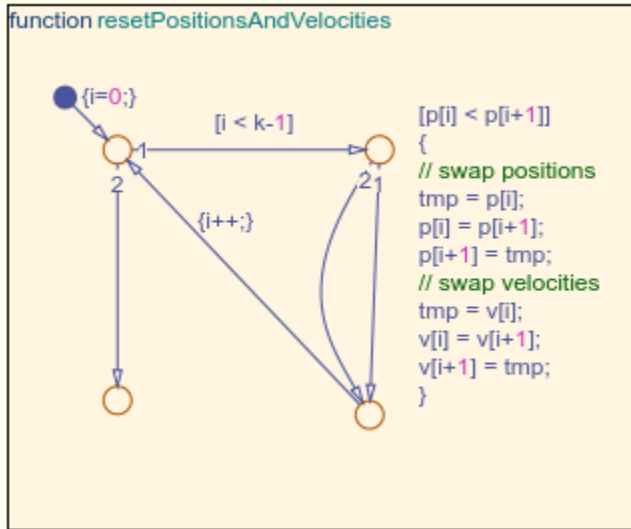 function resetPositionsAndVelocities
{i=0;}
[i < k-1]
1
2
2
1
{i++;}
[p[i] < p[i+1]]
{
// swap positions
tmp = p[i];
p[i] = p[i+1];
p[i+1] = tmp;
// swap velocities
tmp = v[i];
v[i] = v[i+1];
v[i+1] = tmp;
}